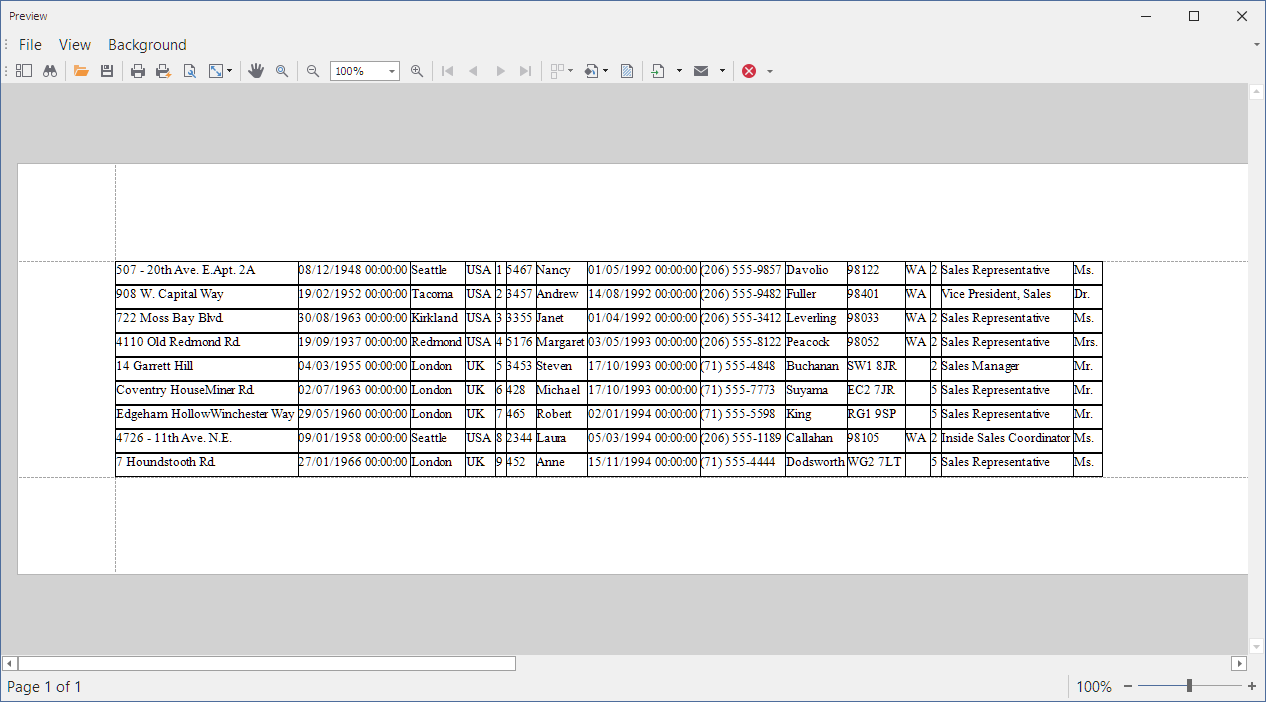 Preview
File View Background
100%
507 - 20th Ave. E.Apt. 2A 08/12/1948 00:00:00 Seattle USA 1 5467 Nancy 01/05/1992 00:00:00 (206) 555-9857 Davolio 98122 WA 2 Sales Representative Ms.
908 W. Capital Way 19/02/1952 00:00:00 Tacoma USA 2 3457 Andrew 14/08/1992 00:00:00 (206) 555-9482 Fuller 98401 WA Vice President, Sales Dr.
722 Moss Bay Blvd. 30/08/1963 00:00:00 Kirkland USA 3 3355 Janet 01/04/1992 00:00:00 (206) 555-3412 Leverling 98033 WA 2 Sales Representative Ms.
4110 Old Redmond Rd. 19/09/1937 00:00:00 Redmond USA 4 5176 Margaret 03/05/1993 00:00:00 (206) 555-8122 Peacock 98052 WA 2 Sales Representative Mrs.
14 Garrett Hill 04/03/1955 00:00:00 London UK 5 3453 Steven 17/10/1993 00:00:00 (71) 555-4848 Buchanan SW1 8JR 2 Sales Manager Mr.
Coventry HouseMiner Rd. 02/07/1963 00:00:00 London UK 6 428 Michael 17/10/1993 00:00:00 (71) 555-7773 Suyama EC2 7JR 5 Sales Representative Mr.
Edgeham HollowWinchester Way 29/05/1960 00:00:00 London UK 7 465 Robert 02/01/1994 00:00:00 (71) 555-5598 King RG1 9SP 5 Sales Representative Mr.
4726 - 11th Ave. N.E. 09/01/1958 00:00:00 Seattle USA 8 2344 Laura 05/03/1994 00:00:00 (206) 555-1189 Callahan 98105 WA 2 Inside Sales Coordinator Ms.
7 Houndstooth Rd. 27/01/1966 00:00:00 London UK 9 452 Anne 15/11/1994 00:00:00 (71) 555-4444 Dodsworth WG2 7LT 5 Sales Representative Ms.
Page 1 of 1 100%